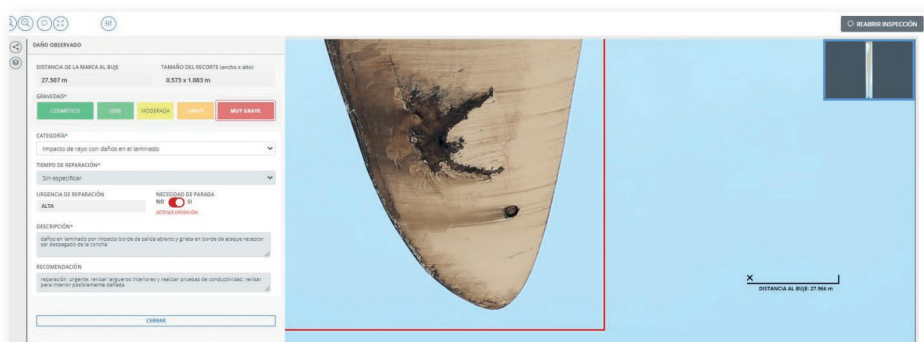 REABRIR INSPECCIÓN
DAÑO OBSERVADO
DISTANCIA DE LA MARCA AL BUJE
27.507 m
TAMAÑO DEL RECORTE (ancho x alto)
0.573 x 1.083 m
GRAVEDAD*
COSMÉTICO LEVE MODERADA GRAVE MUY GRAVE
CATEGORÍA*
Impacto de rayo con daños en el laminado
TIEMPO DE REPARACIÓN*
Sin especificar
URGENCIA DE REPARACIÓN
ALTA
NECESIDAD DE PARADA
NO SI
DETENER OPERACIÓN
DESCRIPCIÓN*
daños en laminado por impacto borde de salida abierto y grieta en borde de ataque receptor
despegado de la concha
RECOMENDACIÓN
reparación urgente, revisar largueros interiores y realizar pruebas de conductividad, revisar
interior posiblemente dañada
CERRAR
DISTANCIA AL BUJE: 27.966 m